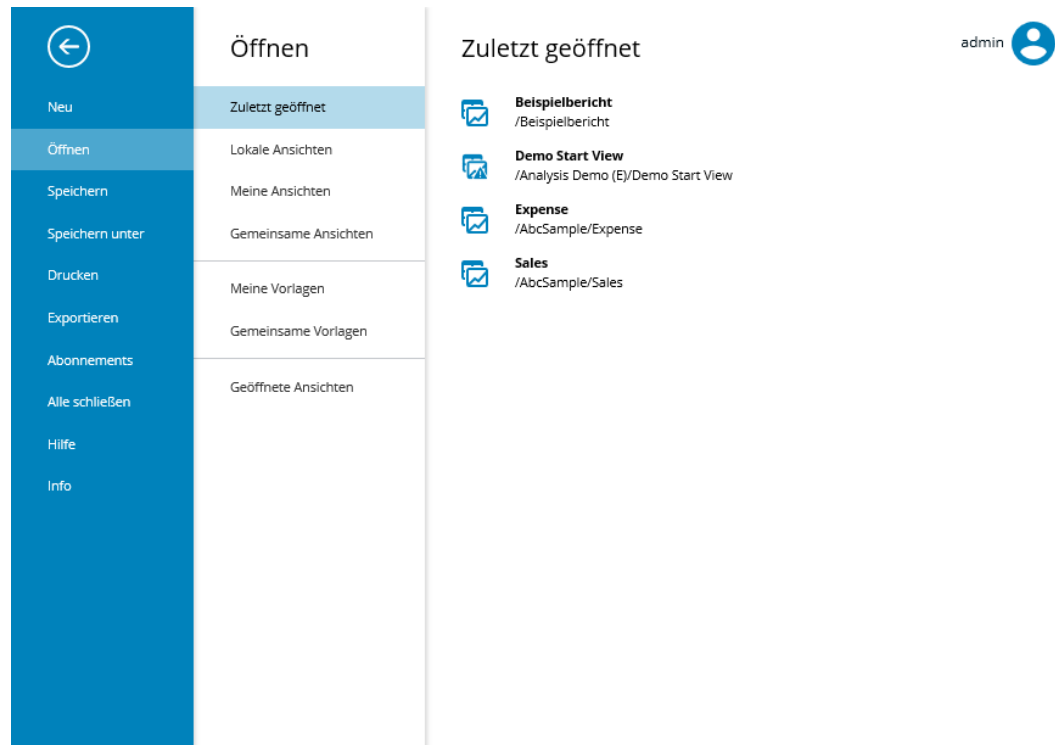 Neu
Öffnen
Speichern
Speichern unter
Drucken
Exportieren
Abonnements
Alle schließen
Hilfe
Info
Öffnen
Zuletzt geöffnet
Lokale Ansichten
Meine Ansichten
Gemeinsame Ansichten
Meine Vorlagen
Gemeinsame Vorlagen
Geöffnete Ansichten
Zuletzt geöffnet
admin
Beispielbericht
/Beispielbericht
Demo Start View
/Analysis Demo (E)/Demo Start View
Expense
/AbcSample/Expense
Sales
/AbcSample/Sales